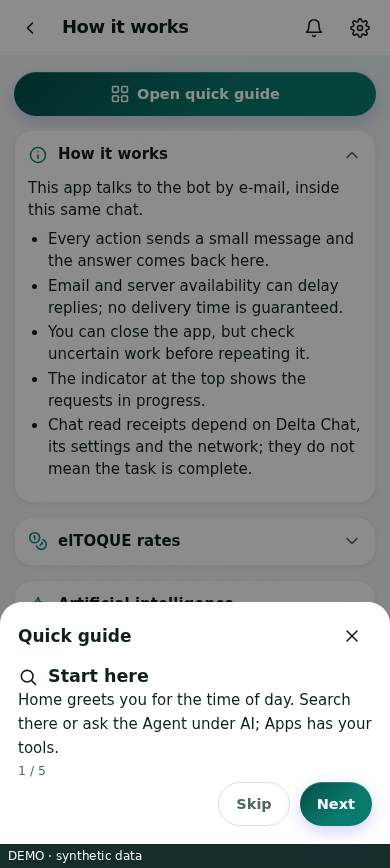 How it works
Open quick guide
How it works
This app talks to the bot by e-mail, inside
this same chat.
• Every action sends a small message and
the answer comes back here.
• Email and server availability can delay
replies; no delivery time is guaranteed.
• You can close the app, but check
uncertain work before repeating it.
• The indicator at the top shows the
requests in progress.
• Chat read receipts depend on Delta Chat,
its settings and the network; they do not
mean the task is complete.
elTOQUE rates
Artificial intelligence
Quick guide
Start here
Home greets you for the time of day. Search
there or ask the Agent under AI; Apps has your
tools.
1 / 5
Skip
Next
DEMO · synthetic data